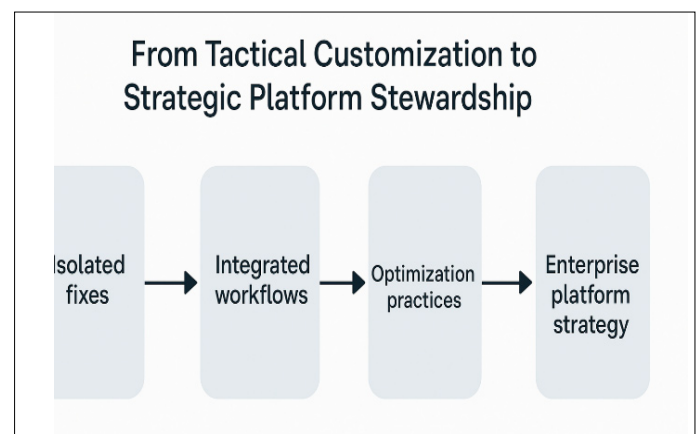 From Tactical Customization to
Strategic Platform Stewardship
Isolated
fixes
Integrated
workflows
Optimization
practices
Enterprise
platform
strategy